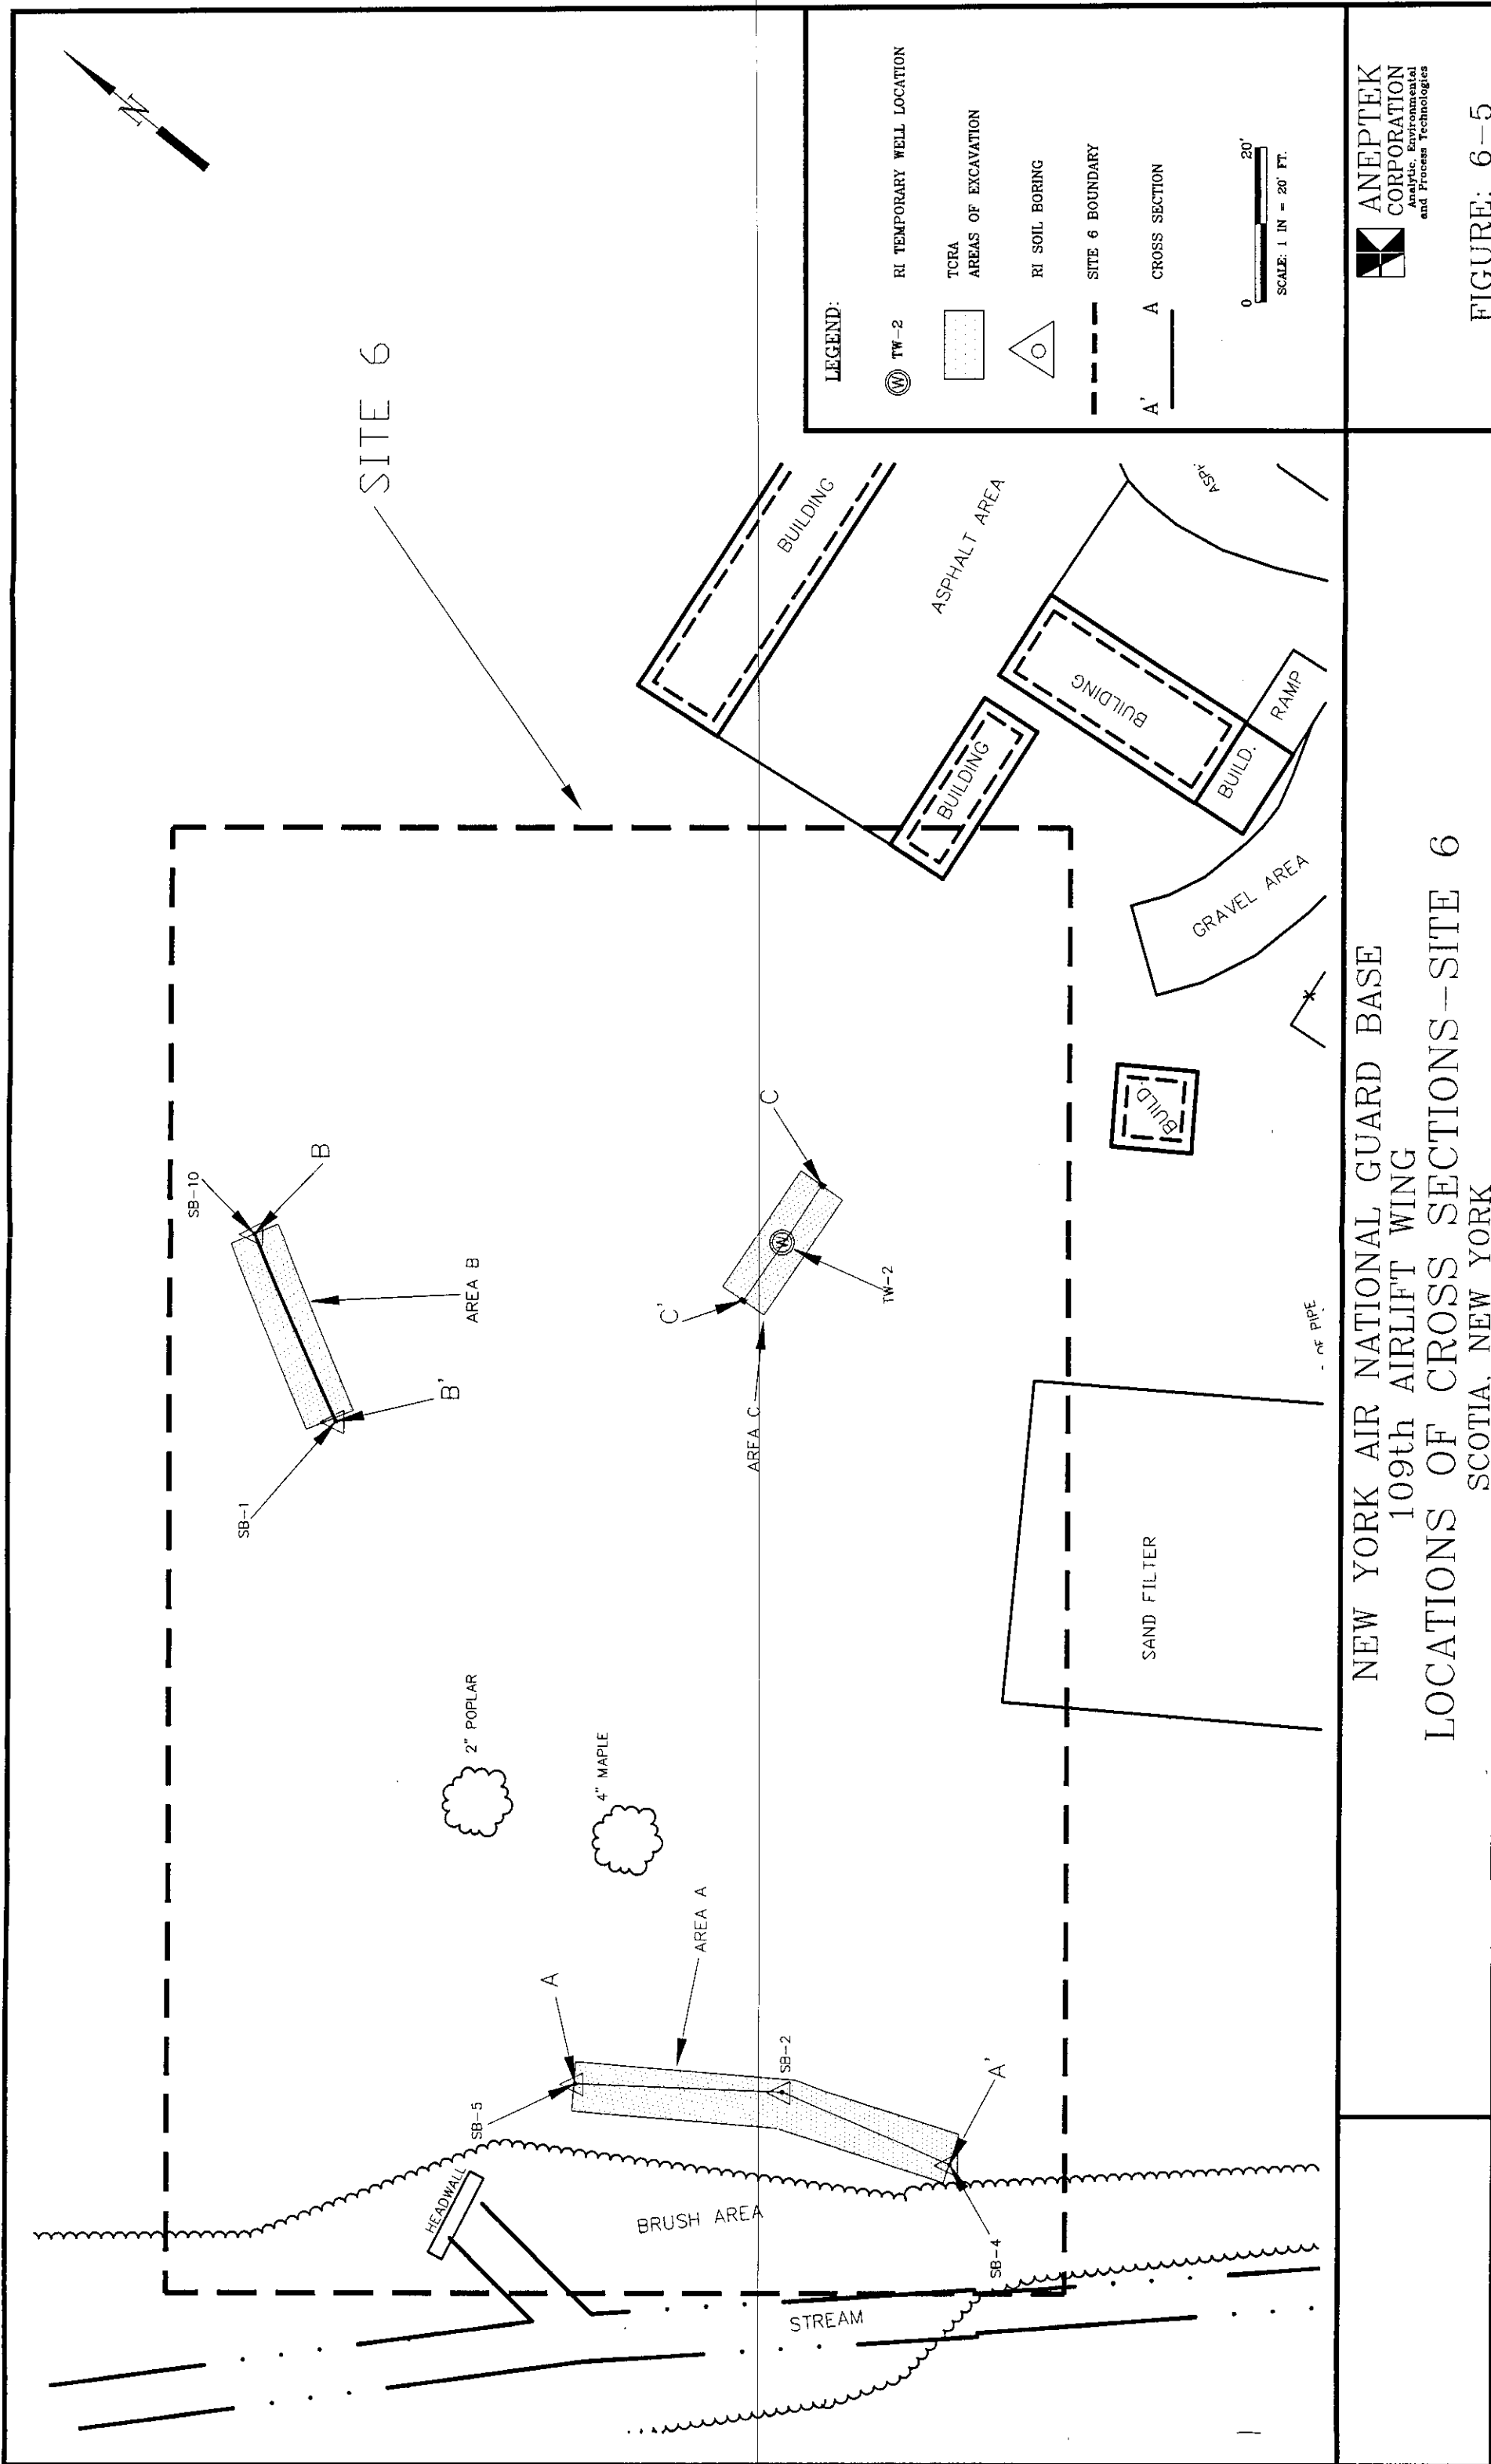 N
SITE 6
LEGEND:
W TW-2 RI TEMPORARY WELL LOCATION
TCRA
AREAS OF EXCAVATION
RI SOIL BORING
SITE 6 BOUNDARY
A' A CROSS SECTION
0 20'
SCALE: 1 IN = 20' FT.
ANEPTEK
CORPORATION
Analytic, Environmental
and Process Technologies
FIGURE: 6-5
BUILDING
ASPHALT AREA
BUILDING
BUILDING
BUILD.
RAMP
GRAVEL AREA
BUILD.
SB-10
B
AREA B
B'
SB-1
C
C'
W
TW-2
AREA C
OF PIPE
SAND FILTER
2" POPLAR
4" MAPLE
A
AREA A
SB-5
SB-2
A'
SB-4
HEADWALL
BRUSH AREA
STREAM
NEW YORK AIR NATIONAL GUARD BASE
109th AIRLIFT WING
LOCATIONS OF CROSS SECTIONS-SITE 6
SCOTIA, NEW YORK